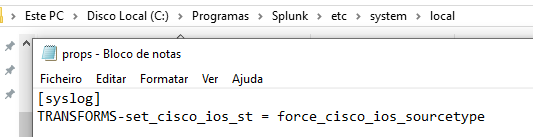 Este PC > Disco Local (C:) > Programas > Splunk > etc > system > local
props - Bloco de notas
Ficheiro Editar Formatar Ver Ajuda
[syslog]
TRANSFORMS-set_cisco_ios_st = force_cisco_ios_sourcetype